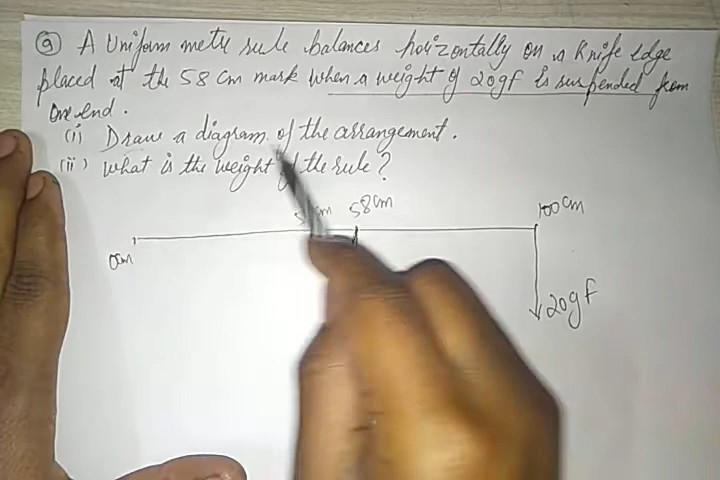 ⑨ A Uniform metre rule balances horizontally on a Knife edge
placed at the 58 cm mark when a weight of 20gf is suspended from
one end.
(i) Draw a diagram of the arrangement.
(ii) What is the weight of the rule?
cm 58cm 100cm
0cm
20gf